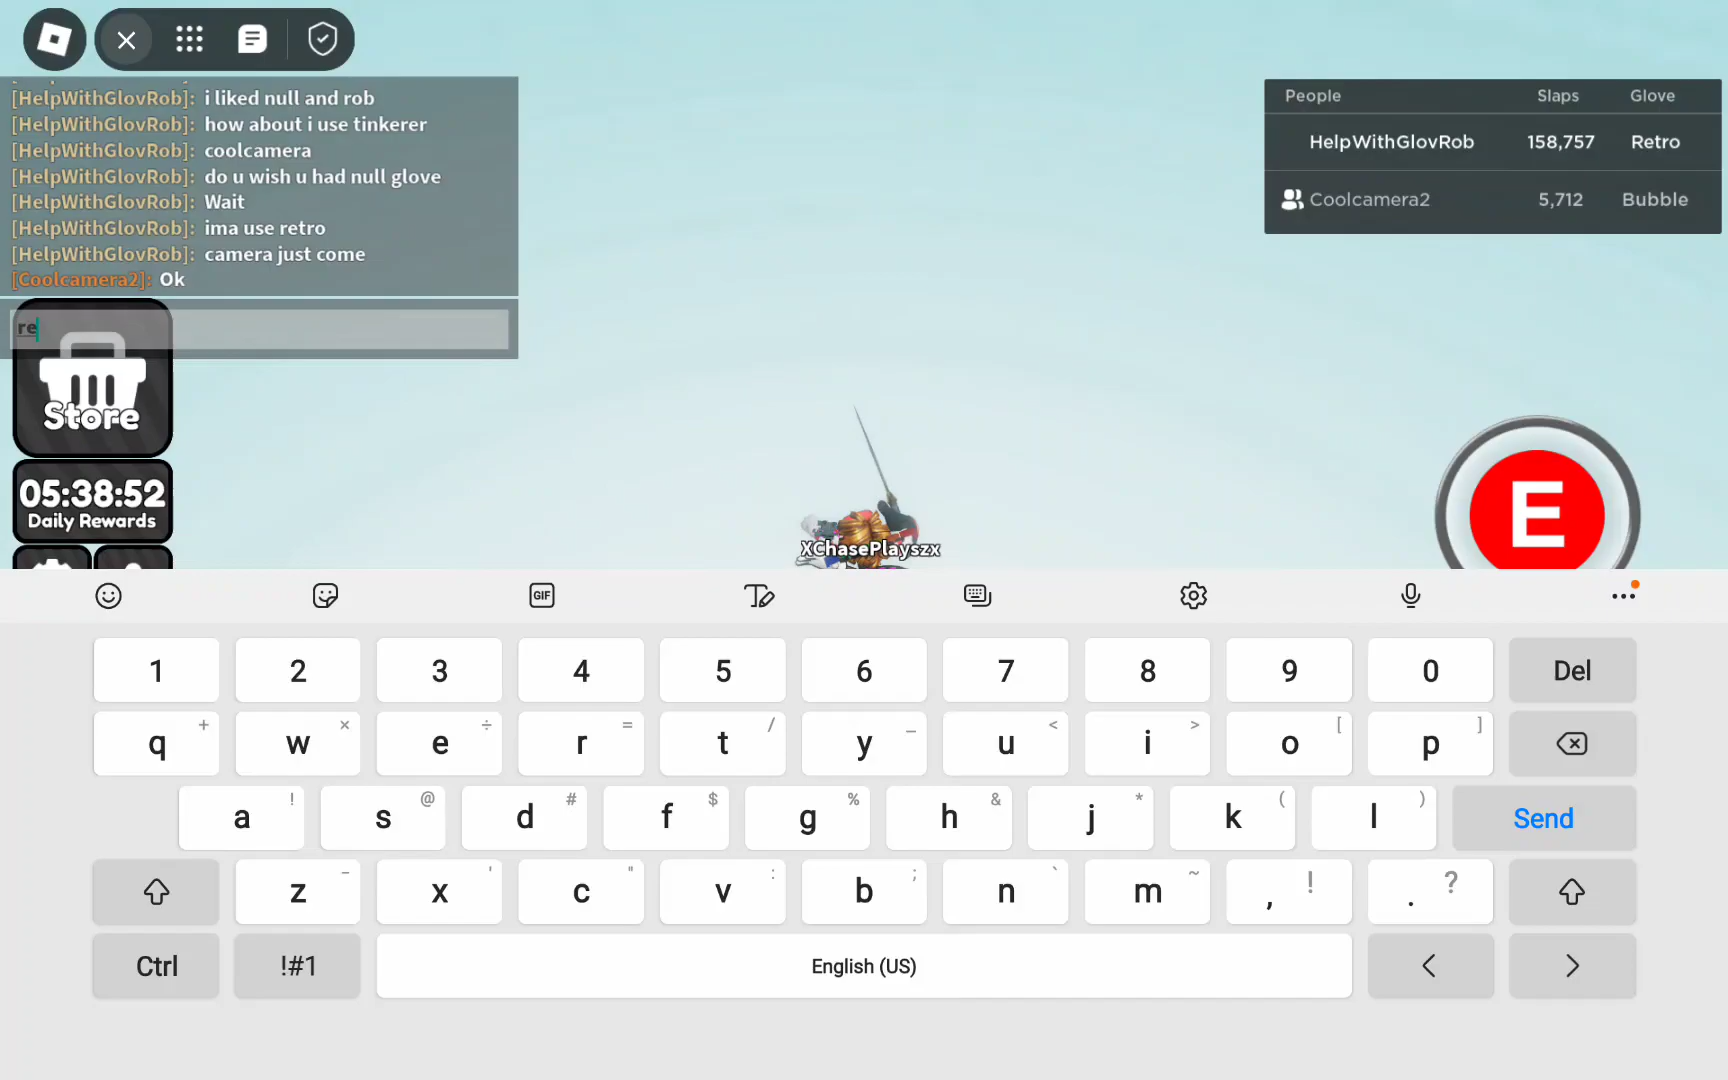 [HelpWithGlovRob]: i liked null and rob
[HelpWithGlovRob]: how about i use tinkerer
[HelpWithGlovRob]: coolcamera
[HelpWithGlovRob]: do u wish u had null glove
[HelpWithGlovRob]: Wait
[HelpWithGlovRob]: ima use retro
[HelpWithGlovRob]: camera just come
[Coolcamera2]: Ok
re
Store
05:38:52
Daily Rewards
People Slaps Glove
HelpWithGlovRob 158,757 Retro
Coolcamera2 5,712 Bubble
E
XChasePlayszx
GIF
1 2 3 4 5 6 7 8 9 0 Del
q + w × e ÷ r = t / y _ u < i > o [ p ]
a ! s @ d # f $ g % h & j * k ( l ) Send
z - x ' c " v : b ; n ` m ~ , ! . ?
Ctrl !#1 English (US) < >